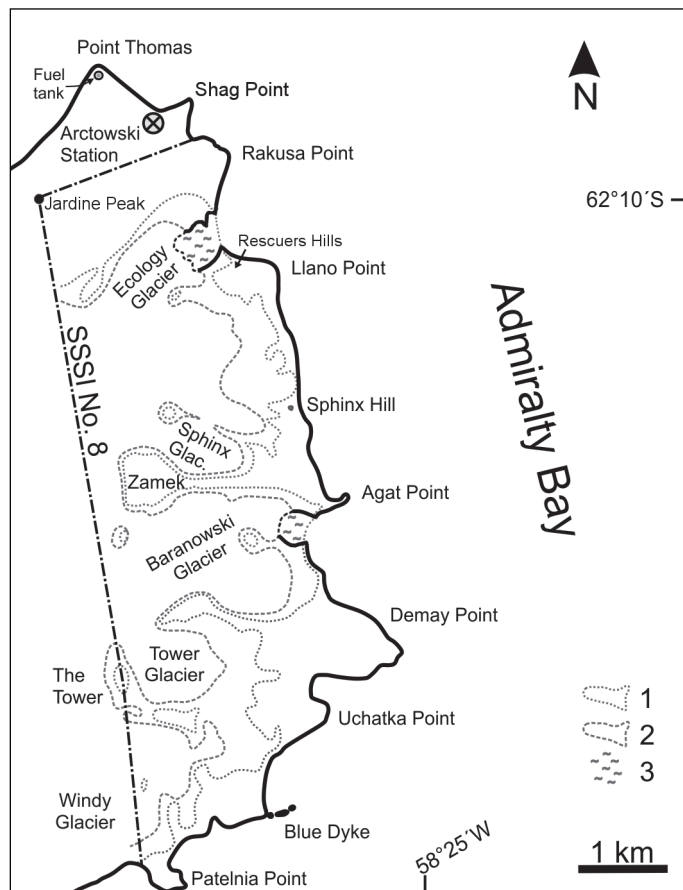 Point Thomas
Fuel
tank
Shag Point
N
Arctowski
Station
Rakusa Point
62°10´S
Jardine Peak
Rescuers Hills
Ecology
Glacier
Llano Point
Admiralty Bay
SSSI No. 8
Sphinx Hill
Sphinx
Glac.
Zamek
Agat Point
Baranowski
Glacier
Demay Point
Tower
Glacier
The
Tower
1
Uchatka Point
2
3
Windy
Glacier
Blue Dyke
58°25´W
1 km
Patelnia Point